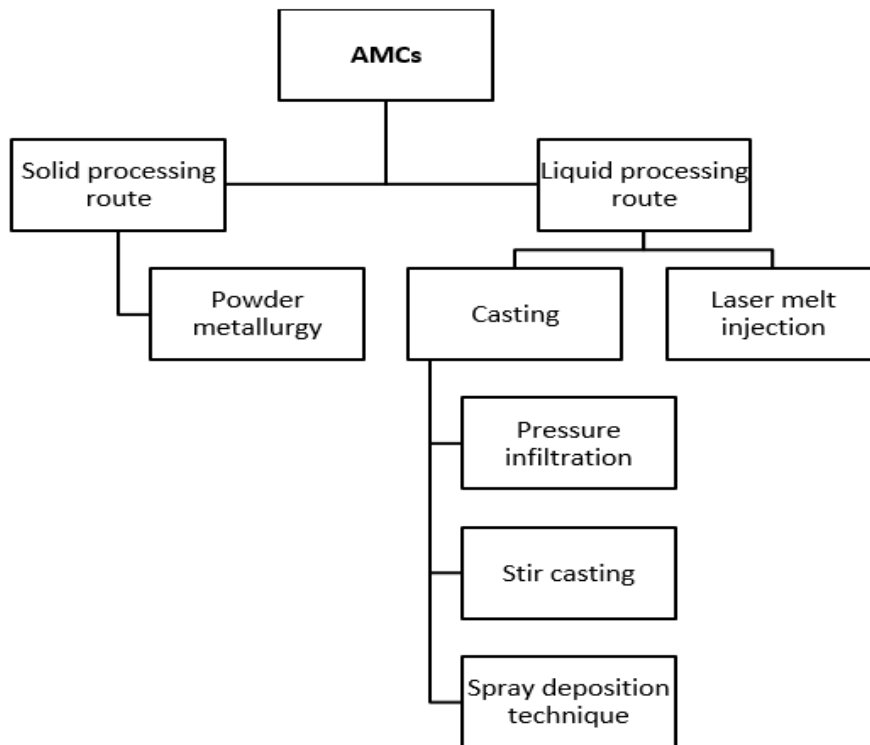 AMCs
Solid processing
route
Liquid processing
route
Powder
metallurgy
Casting
Laser melt
injection
Pressure
infiltration
Stir casting
Spray deposition
technique